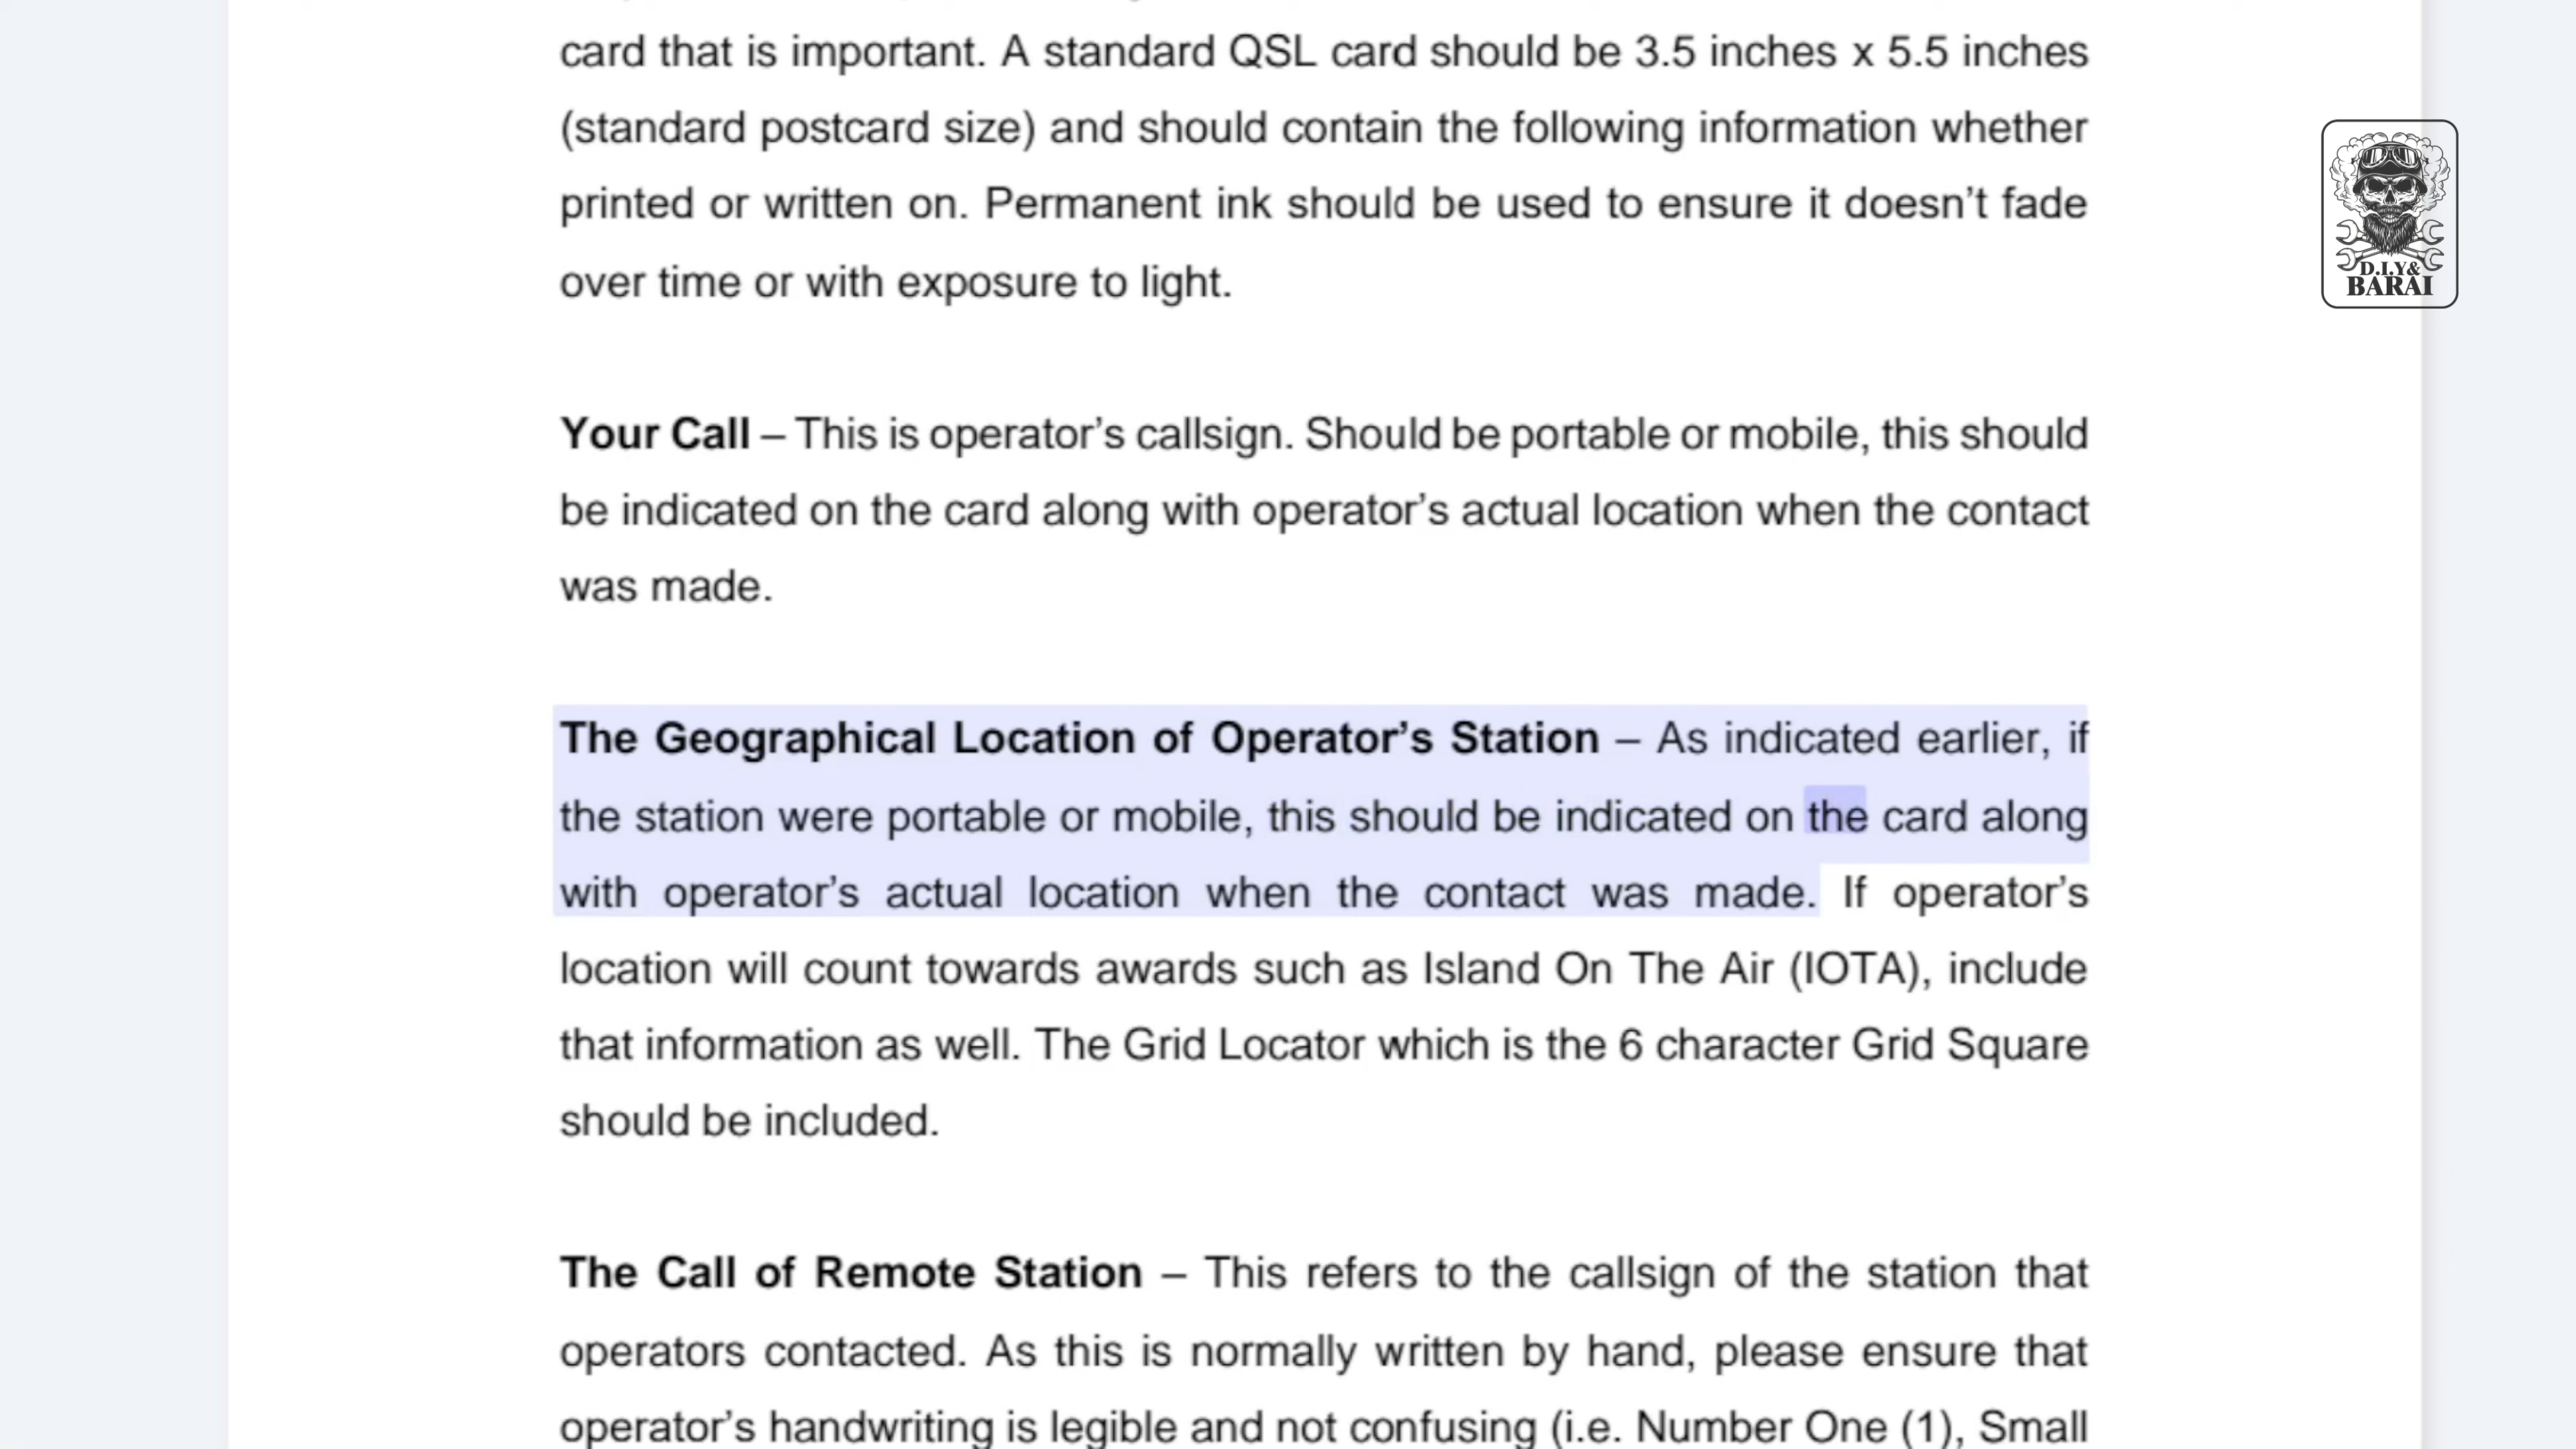 card that is important. A standard QSL card should be 3.5 inches x 5.5 inches
(standard postcard size) and should contain the following information whether
printed or written on. Permanent ink should be used to ensure it doesn’t fade
over time or with exposure to light.
D.I.Y&
BARAI
Your Call – This is operator’s callsign. Should be portable or mobile, this should
be indicated on the card along with operator’s actual location when the contact
was made.
The Geographical Location of Operator’s Station – As indicated earlier, if
the station were portable or mobile, this should be indicated on the card along
with operator’s actual location when the contact was made. If operator’s
location will count towards awards such as Island On The Air (IOTA), include
that information as well. The Grid Locator which is the 6 character Grid Square
should be included.
The Call of Remote Station – This refers to the callsign of the station that
operators contacted. As this is normally written by hand, please ensure that
operator’s handwriting is legible and not confusing (i.e. Number One (1), Small